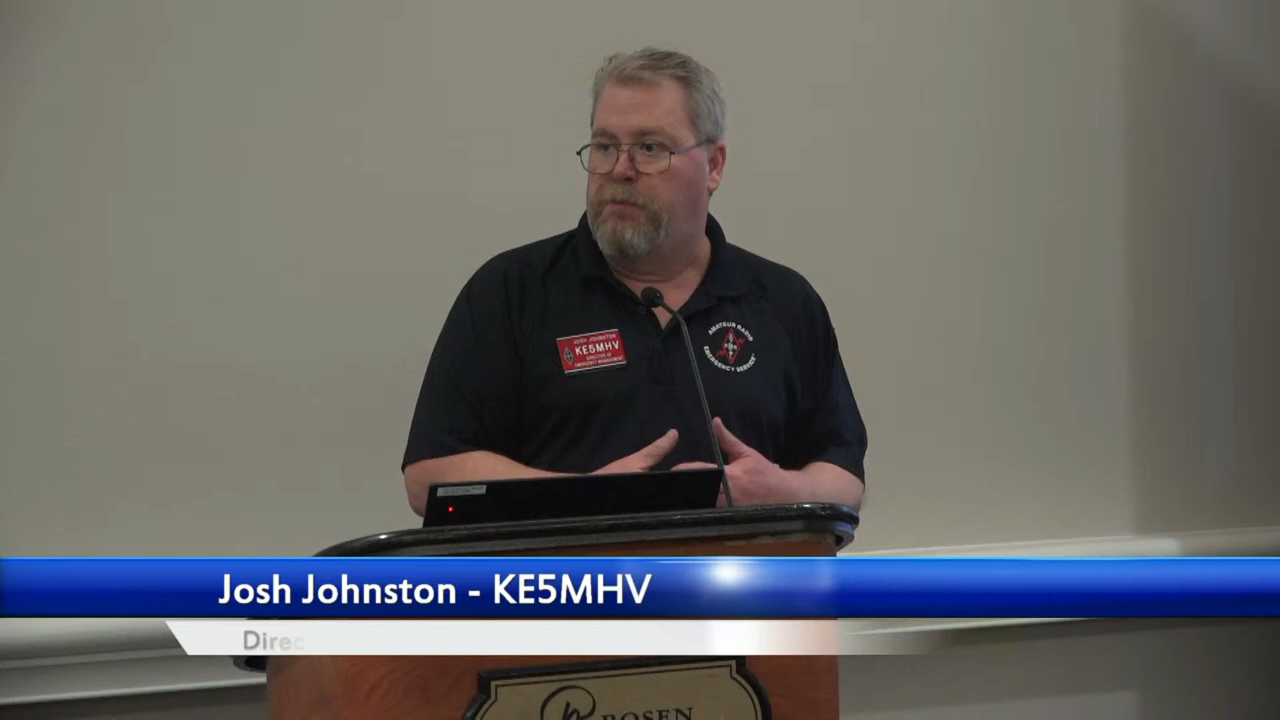 JOSH JOHNSTON
KE5MHV
DIRECTOR OF
EMERGENCY MANAGEMENT
AMATEUR RADIO
EMERGENCY SERVICE
Josh Johnston - KE5MHV
Direc
ROSEN